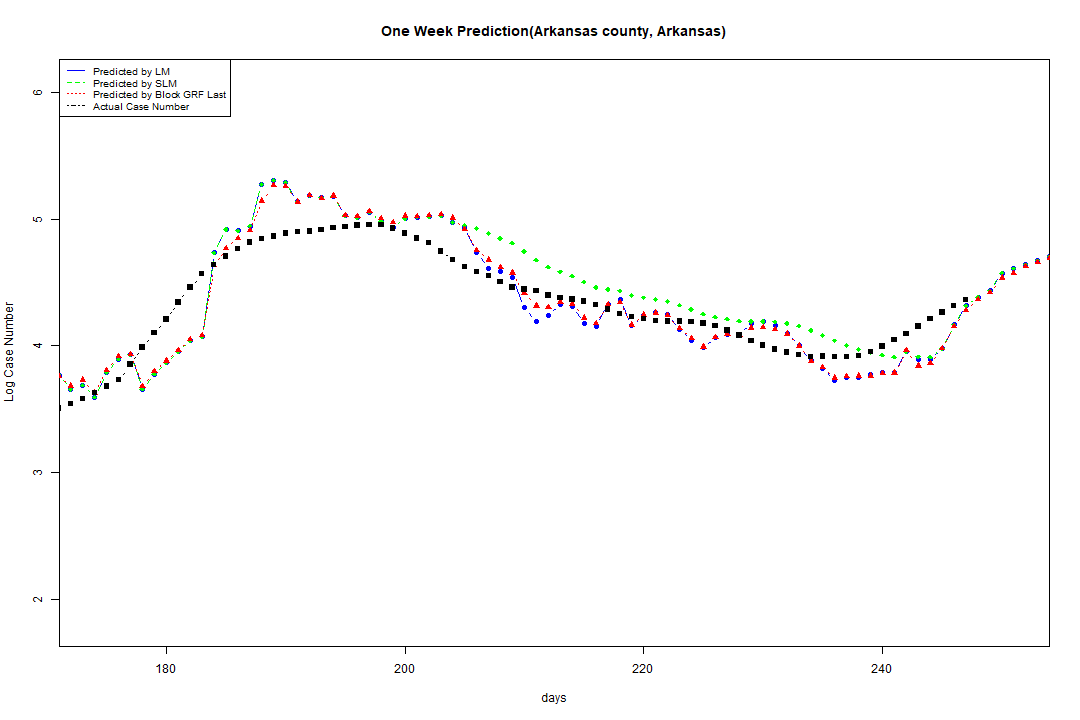 One Week Prediction(Arkansas county, Arkansas)
Predicted by LM
Predicted by SLM
Predicted by Block GRF Last
Actual Case Number
6
5
4
3
2
Log Case Number
180
200
220
240
days